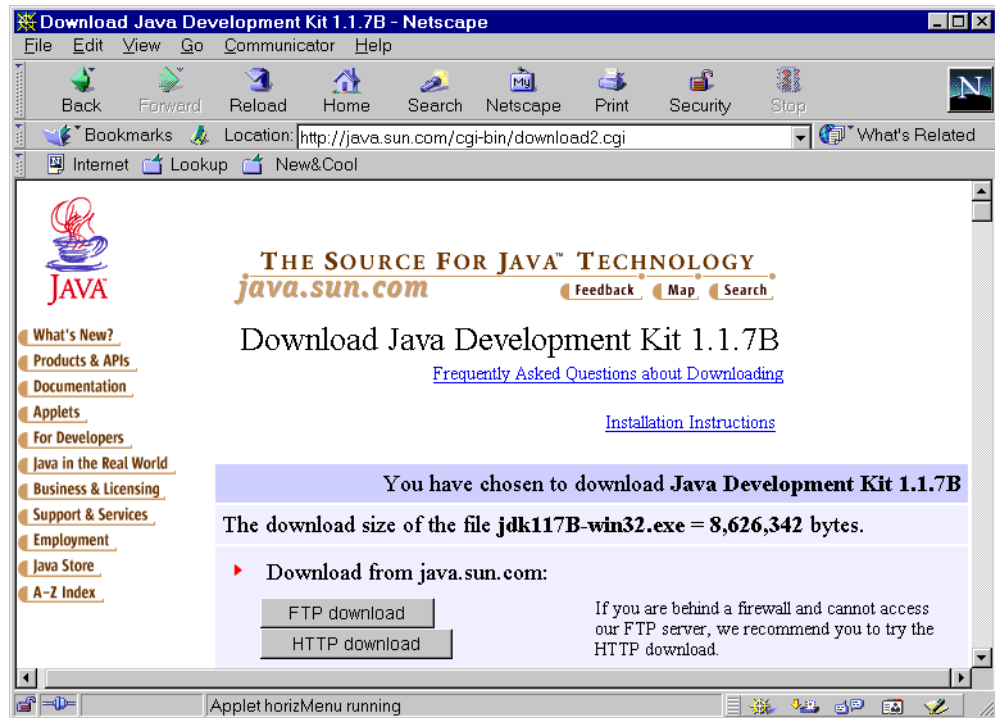 Download Java Development Kit 1.1.7B - Netscape
File Edit View Go Communicator Help
Back Forward Reload Home Search Netscape Print Security Stop
My
N
Bookmarks Location: http://java.sun.com/cgi-bin/download2.cgi What's Related
Internet Lookup New&Cool
JAVA
THE SOURCE FOR JAVA™ TECHNOLOGY
java.sun.com
Feedback Map Search
What's New?
Products & APIs
Documentation
Applets
For Developers
Java in the Real World
Business & Licensing
Support & Services
Employment
Java Store
A-Z Index
Download Java Development Kit 1.1.7B
Frequently Asked Questions about Downloading
Installation Instructions
You have chosen to download Java Development Kit 1.1.7B
The download size of the file jdk117B-win32.exe = 8,626,342 bytes.
Download from java.sun.com:
FTP download
HTTP download
If you are behind a firewall and cannot access
our FTP server, we recommend you to try the
HTTP download.
Applet horizMenu running